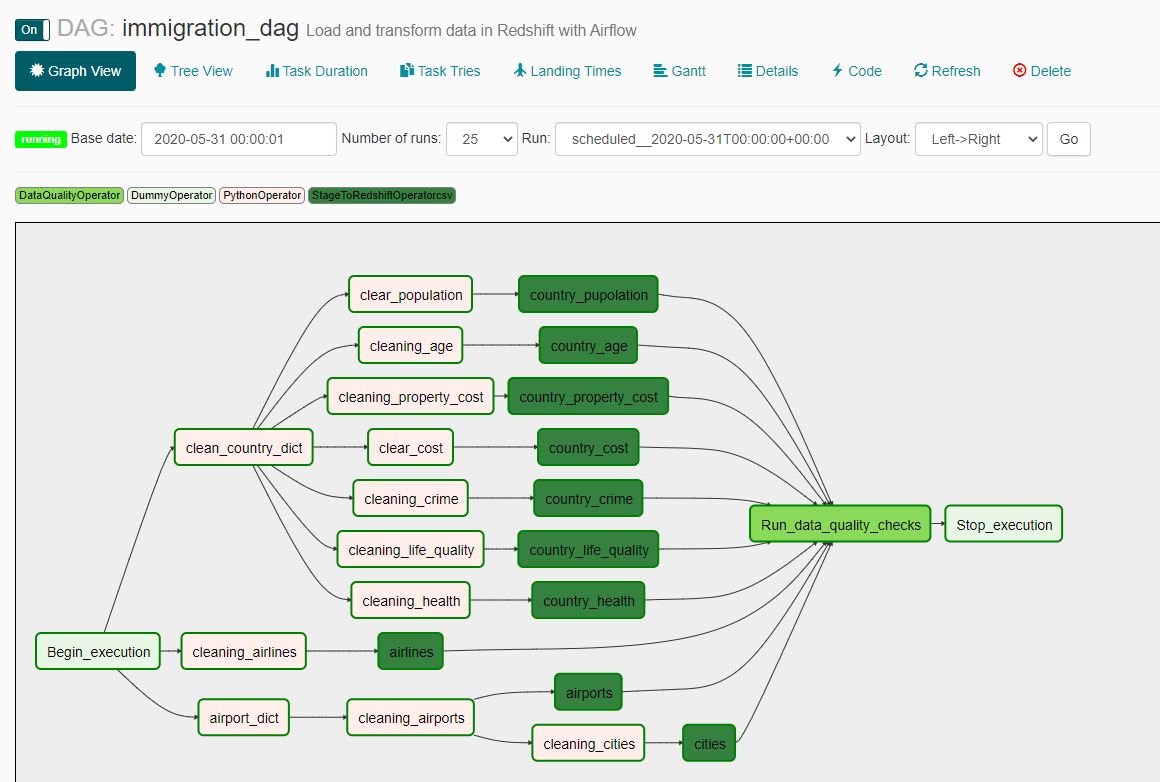 On DAG: immigration_dag Load and transform data in Redshift with Airflow
Graph View Tree View Task Duration Task Tries Landing Times Gantt Details Code Refresh Delete
running Base date: 2020-05-31 00:00:01 Number of runs: 25 Run: scheduled__2020-05-31T00:00:00+00:00 Layout: Left->Right Go
DataQualityOperator DummyOperator PythonOperator StageToRedshiftOperatorcsv
clear_population country_pupolation
cleaning_age country_age
cleaning_property_cost country_property_cost
clean_country_dict clear_cost country_cost
cleaning_crime country_crime
Run_data_quality_checks Stop_execution
cleaning_life_quality country_life_quality
cleaning_health country_health
Begin_execution cleaning_airlines airlines
airports
airport_dict cleaning_airports
cleaning_cities cities